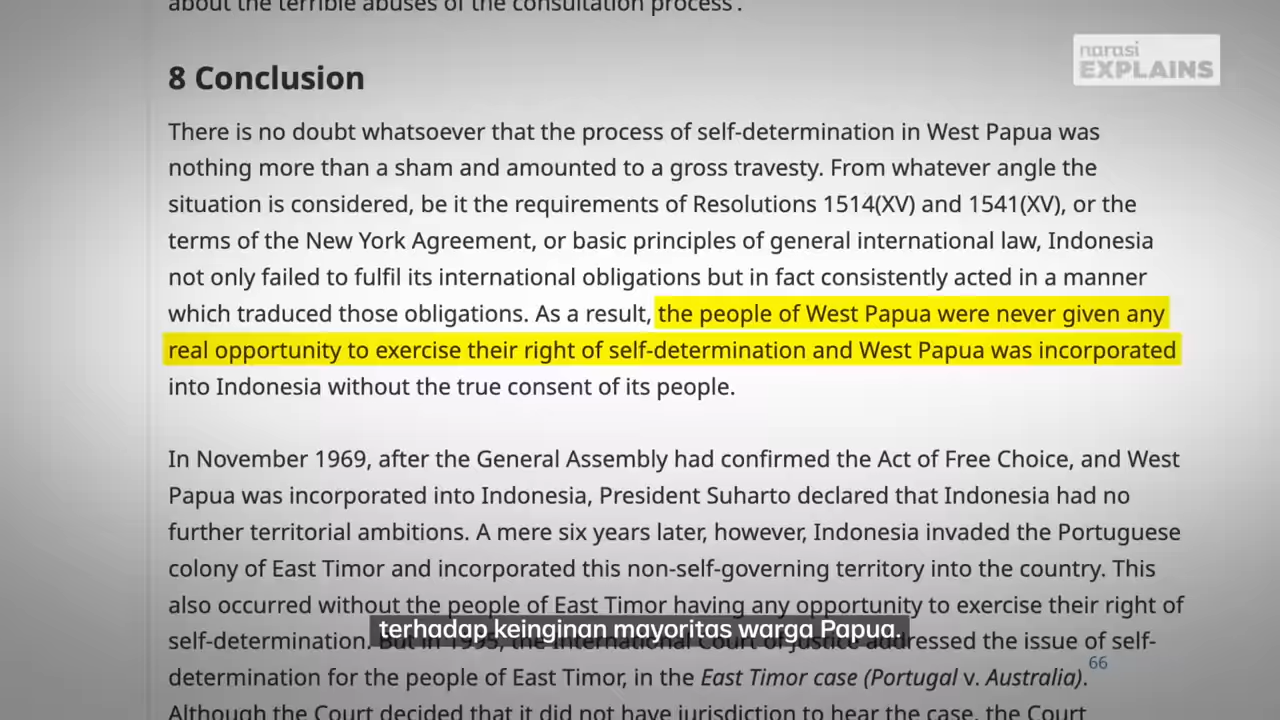 about the terrible abuses of the consultation process'.
narasi
EXPLAINS
8 Conclusion
There is no doubt whatsoever that the process of self-determination in West Papua was
nothing more than a sham and amounted to a gross travesty. From whatever angle the
situation is considered, be it the requirements of Resolutions 1514(XV) and 1541(XV), or the
terms of the New York Agreement, or basic principles of general international law, Indonesia
not only failed to fulfil its international obligations but in fact consistently acted in a manner
which traduced those obligations. As a result, the people of West Papua were never given any
real opportunity to exercise their right of self-determination and West Papua was incorporated
into Indonesia without the true consent of its people.
In November 1969, after the General Assembly had confirmed the Act of Free Choice, and West
Papua was incorporated into Indonesia, President Suharto declared that Indonesia had no
further territorial ambitions. A mere six years later, however, Indonesia invaded the Portuguese
colony of East Timor and incorporated this non-self-governing territory into the country. This
also occurred without the people of East Timor having any opportunity to exercise their right of
terhadap keinginan mayoritas warga Papua.
self-determination. But in 1995, the International Court of Justice addressed the issue of self-
determination for the people of East Timor, in the East Timor case (Portugal v. Australia). 66
Although the Court decided that it did not have jurisdiction to hear the case, the Court